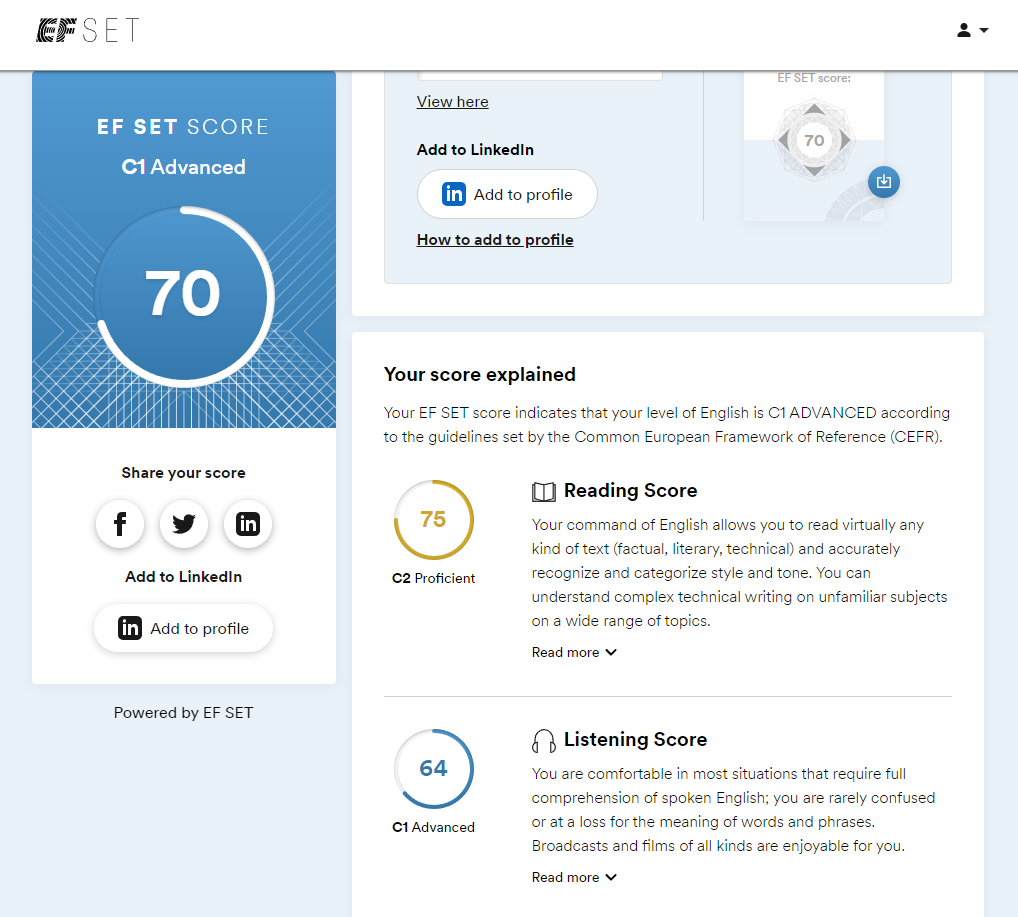 EF SET
EF SET SCORE
C1 Advanced
70
Share your score
Add to LinkedIn
Add to profile
Powered by EF SET
View here
Add to LinkedIn
Add to profile
How to add to profile
EF SET score:
70
Your score explained
Your EF SET score indicates that your level of English is C1 ADVANCED according
to the guidelines set by the Common European Framework of Reference (CEFR).
75
C2 Proficient
Reading Score
Your command of English allows you to read virtually any
kind of text (factual, literary, technical) and accurately
recognize and categorize style and tone. You can
understand complex technical writing on unfamiliar subjects
on a wide range of topics.
Read more
64
C1 Advanced
Listening Score
You are comfortable in most situations that require full
comprehension of spoken English; you are rarely confused
or at a loss for the meaning of words and phrases.
Broadcasts and films of all kinds are enjoyable for you.
Read more